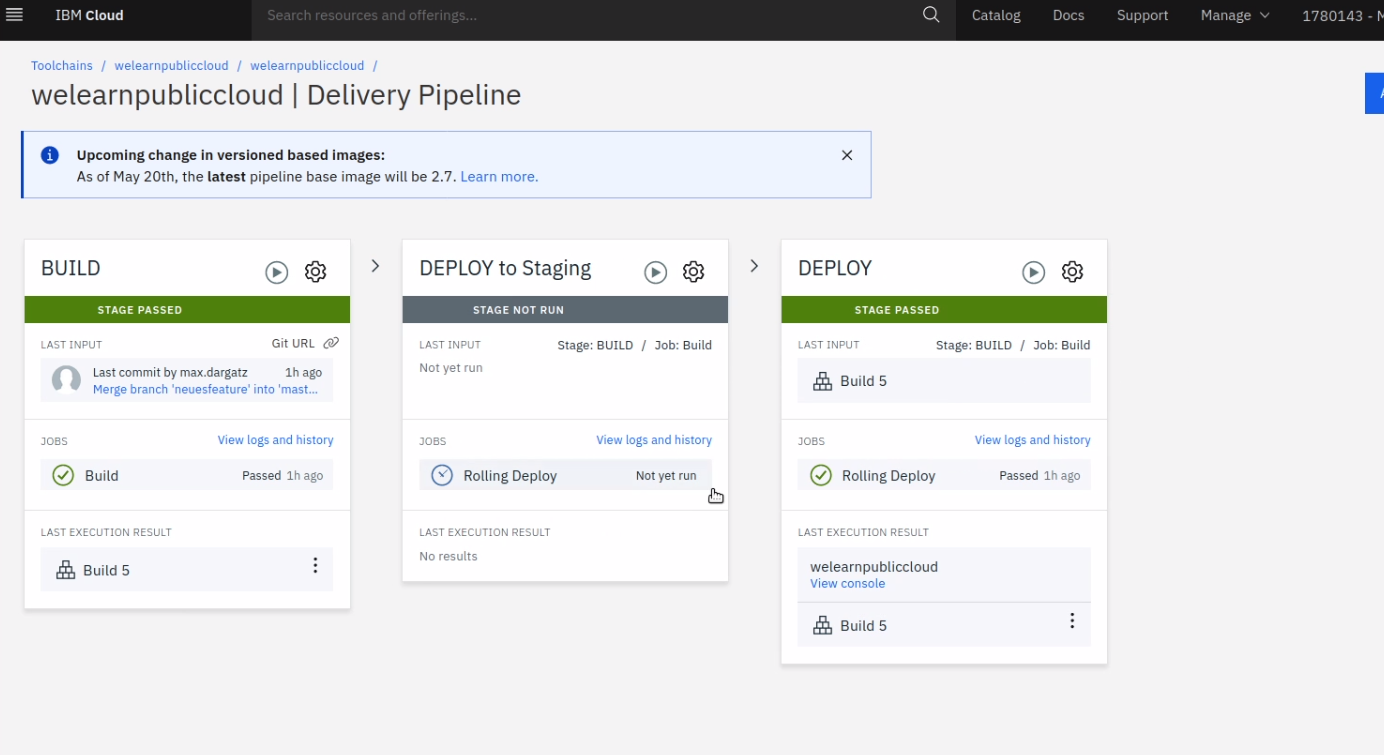 IBM Cloud
Search resources and offerings...
Catalog
Docs
Support
Manage
1780143 - M
Toolchains / welearnpubliccloud / welearnpubliccloud /
welearnpubliccloud | Delivery Pipeline
Upcoming change in versioned based images:
As of May 20th, the latest pipeline base image will be 2.7. Learn more.
BUILD
STAGE PASSED
LAST INPUT
Git URL
Last commit by max.dargatz 1h ago
Merge branch 'neuesfeature' into 'mast...
JOBS
View logs and history
Build
Passed 1h ago
LAST EXECUTION RESULT
Build 5
DEPLOY to Staging
STAGE NOT RUN
LAST INPUT
Stage: BUILD / Job: Build
Not yet run
JOBS
View logs and history
Rolling Deploy
Not yet run
LAST EXECUTION RESULT
No results
DEPLOY
STAGE PASSED
LAST INPUT
Stage: BUILD / Job: Build
Build 5
JOBS
View logs and history
Rolling Deploy
Passed 1h ago
LAST EXECUTION RESULT
welearnpubliccloud
View console
Build 5